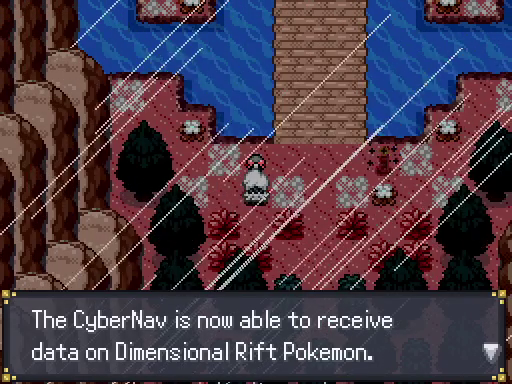 The CyberNav is now able to receive
data on Dimensional Rift Pokemon.